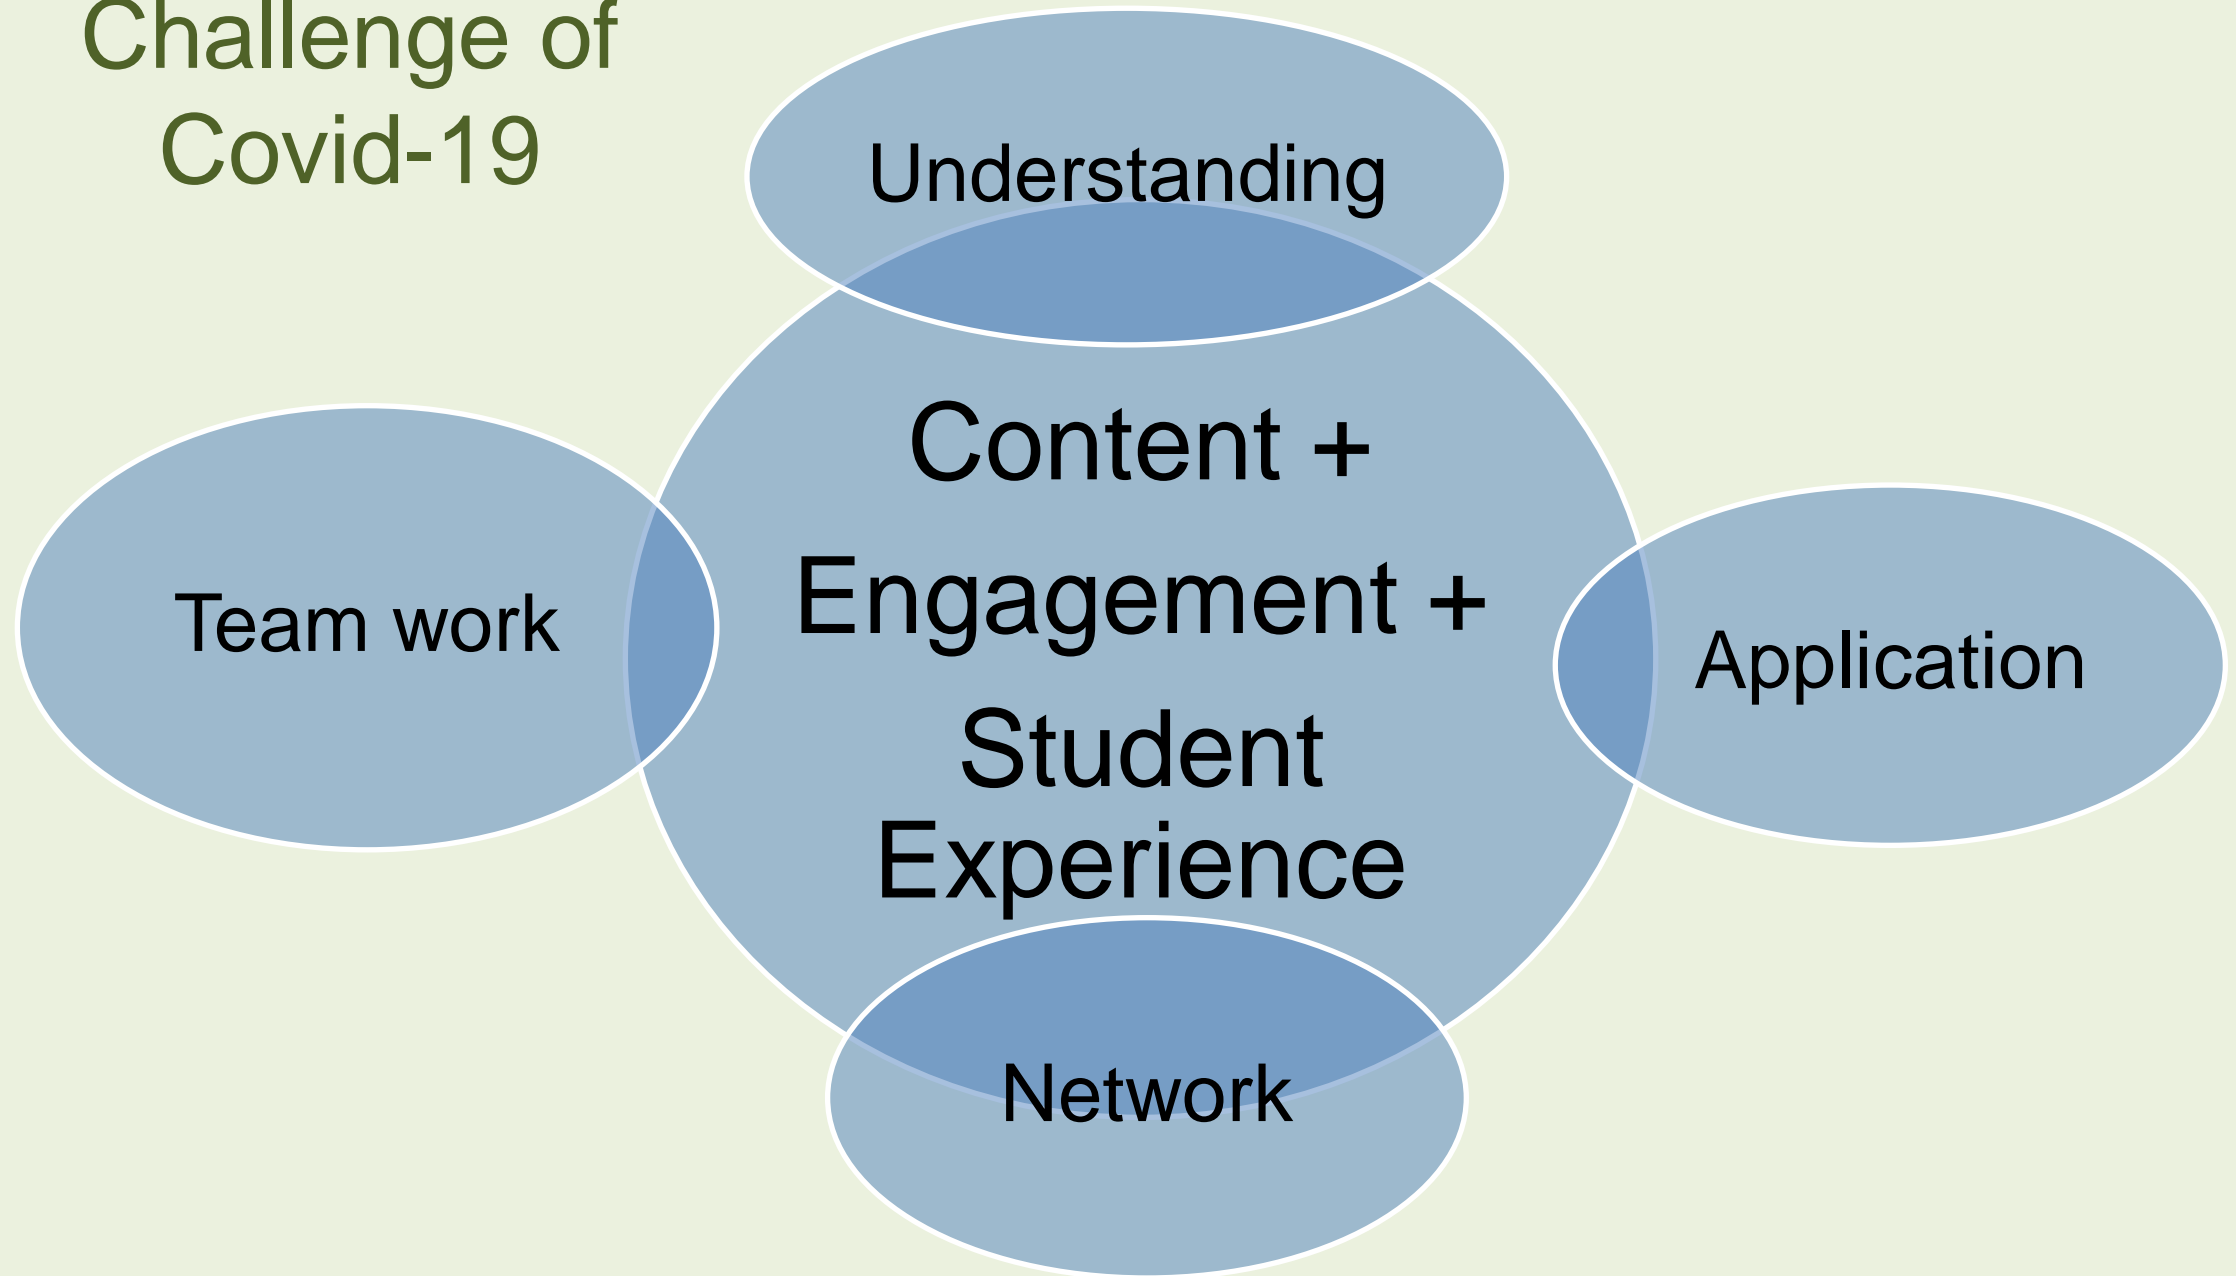 Challenge of
Covid-19
Understanding
Content +
Engagement +
Student
Experience
Team work
Application
Network